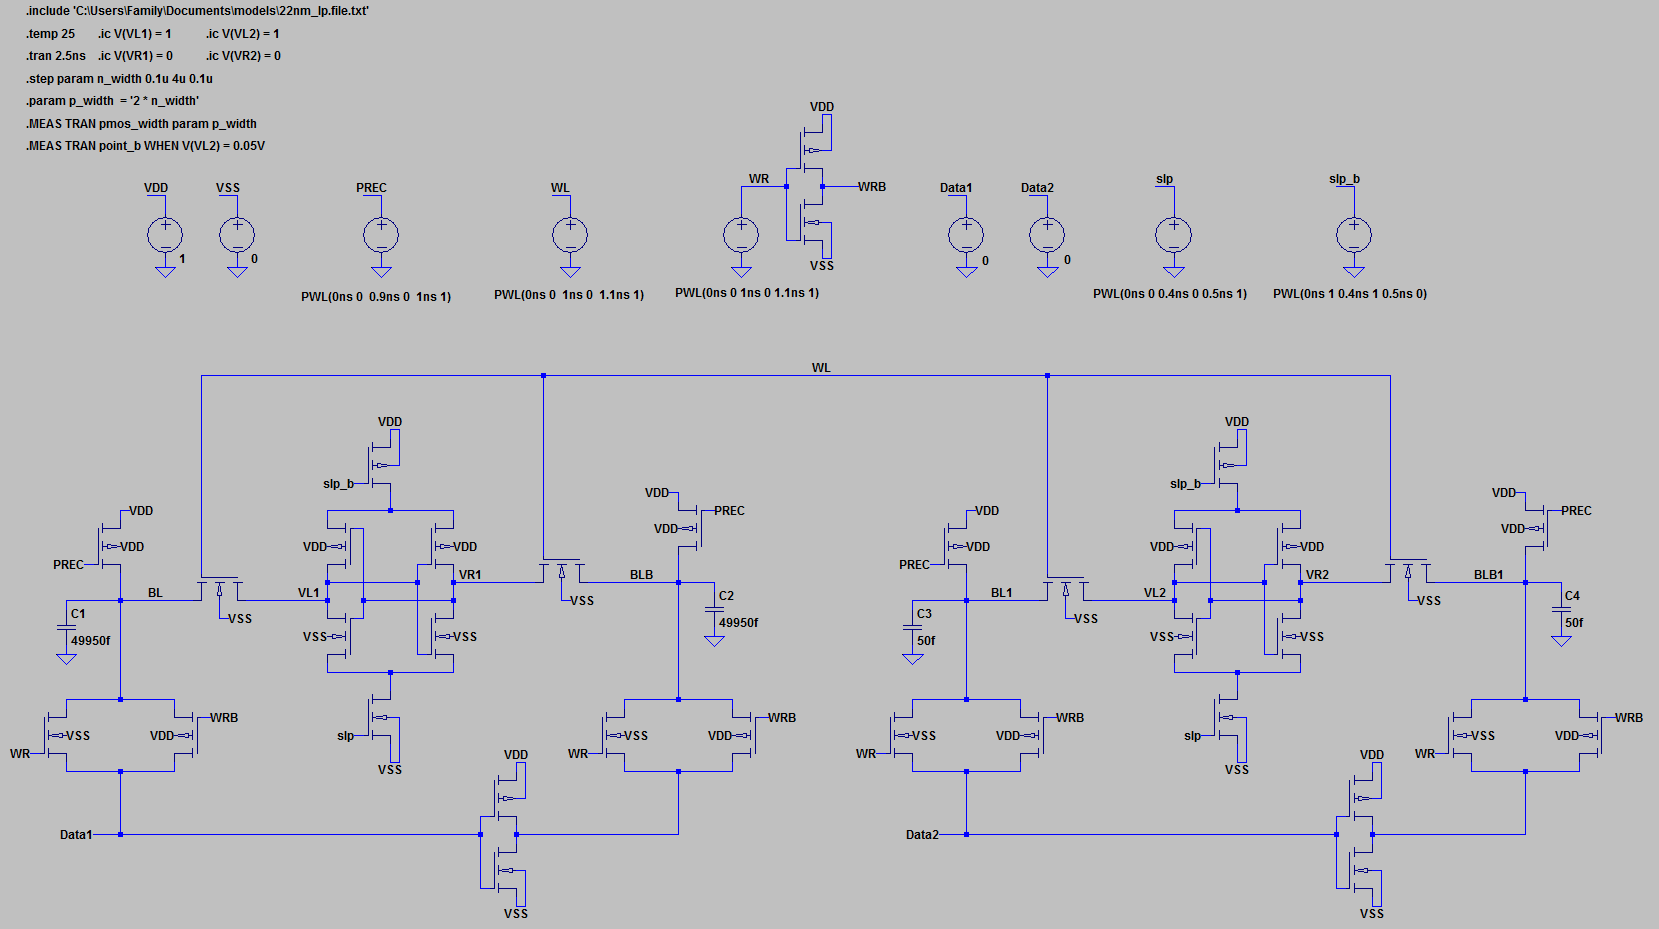 .include 'C:\Users\Family\Documents\models\22nm_lp.file.txt'
.temp 25 .ic V(VL1) = 1 .ic V(VL2) = 1
.tran 2.5ns .ic V(VR1) = 0 .ic V(VR2) = 0
.step param n_width 0.1u 4u 0.1u
.param p_width = '2 * n_width'
.MEAS TRAN pmos_width param p_width
.MEAS TRAN point_b WHEN V(VL2) = 0.05V
VDD
VDD VSS PREC WL WR WRB Data1 Data2 slp slp_b
1 0 VSS 0 0
PWL(0ns 0 0.9ns 0 1ns 1) PWL(0ns 0 1ns 0 1.1ns 1) PWL(0ns 0 1ns 0 1.1ns 1) PWL(0ns 0 0.4ns 0 0.5ns 1) PWL(0ns 1 0.4ns 1 0.5ns 0)
WL
VDD VDD
slp_b slp_b
VDD VDD
VDD PREC VDD PREC
VDD VDD
VDD VDD VDD VDD VDD VDD
PREC PREC
VL1 VR1 BLB VL2 VR2 BLB1
BL BL1
VSS VSS
C2 C4
C1 C3
VSS VSS
49950f 50f
49950f VSS VSS 50f VSS VSS
WRB WRB WRB WRB
VSS VDD slp VSS VDD VSS VDD slp VSS VDD
WR WR WR WR
VSS VSS
VDD VDD
Data1 Data2
VSS VSS